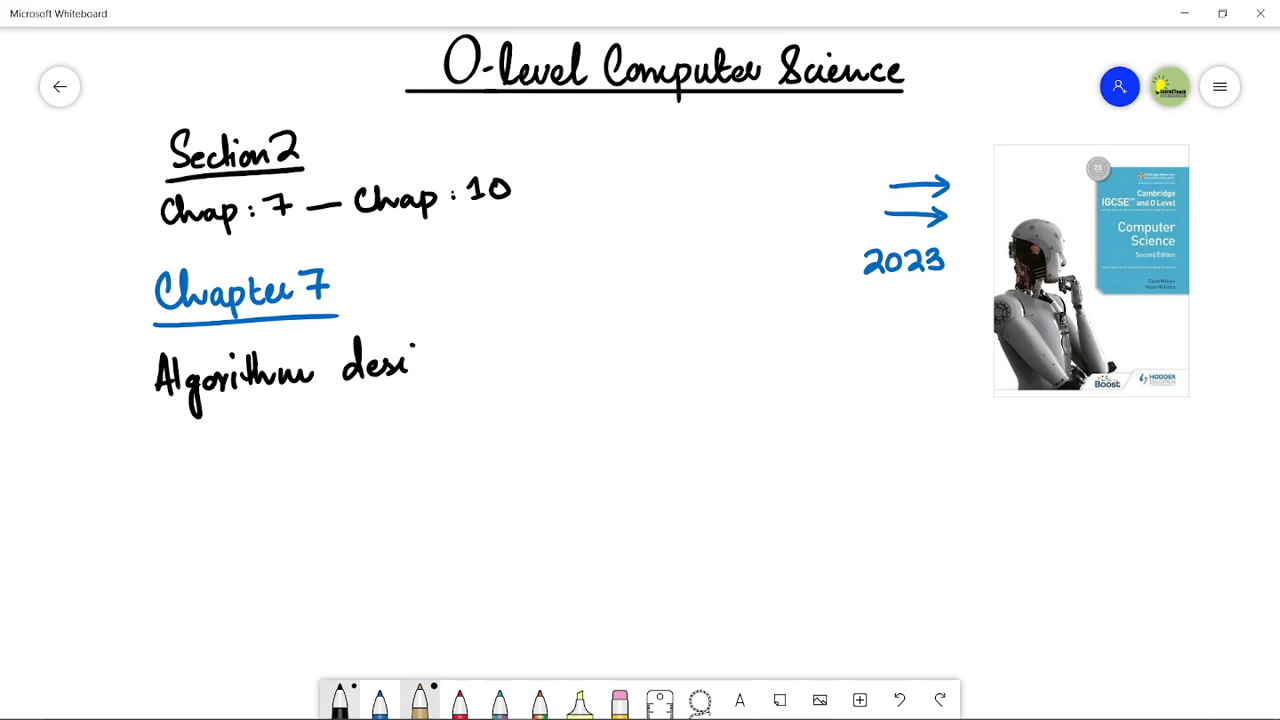 Microsoft Whiteboard
O-level Computer Science
Section 2
Chap : 7 — Chap : 10
2023
Chapter 7
Algorithm desi
Cambridge
IGCSE™ and O Level
Computer
Science
Second Edition
Boost
HODDER
EDUCATION